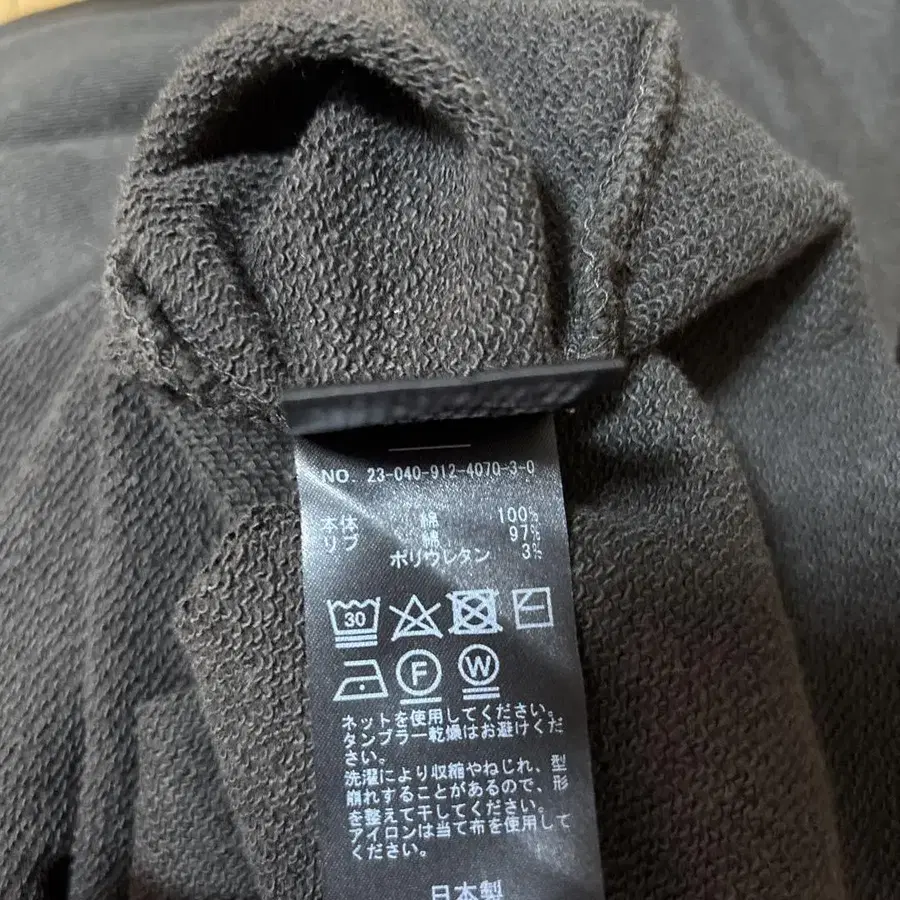 NO. 23-040-912-4070-3-0
本体 綿 100%
リブ 綿 97%
ポリウレタン 3%
30
F W
ネットを使用してください。
タンブラー乾燥はお避けくだ
さい。
洗濯により収縮やねじれ、型
崩れすることがあるので、形
を整えて干してください。
アイロンは当て布を使用して
ください。
日本製